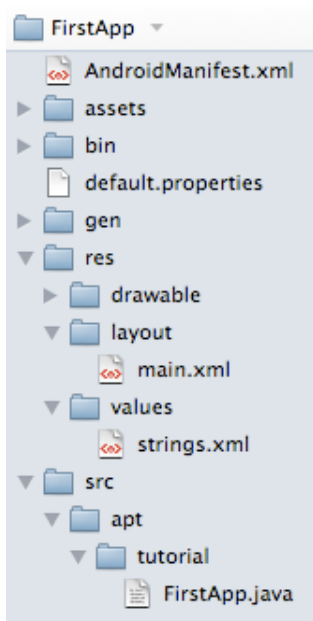 FirstApp
AndroidManifest.xml
assets
bin
default.properties
gen
res
drawable
layout
main.xml
values
strings.xml
src
apt
tutorial
FirstApp.java